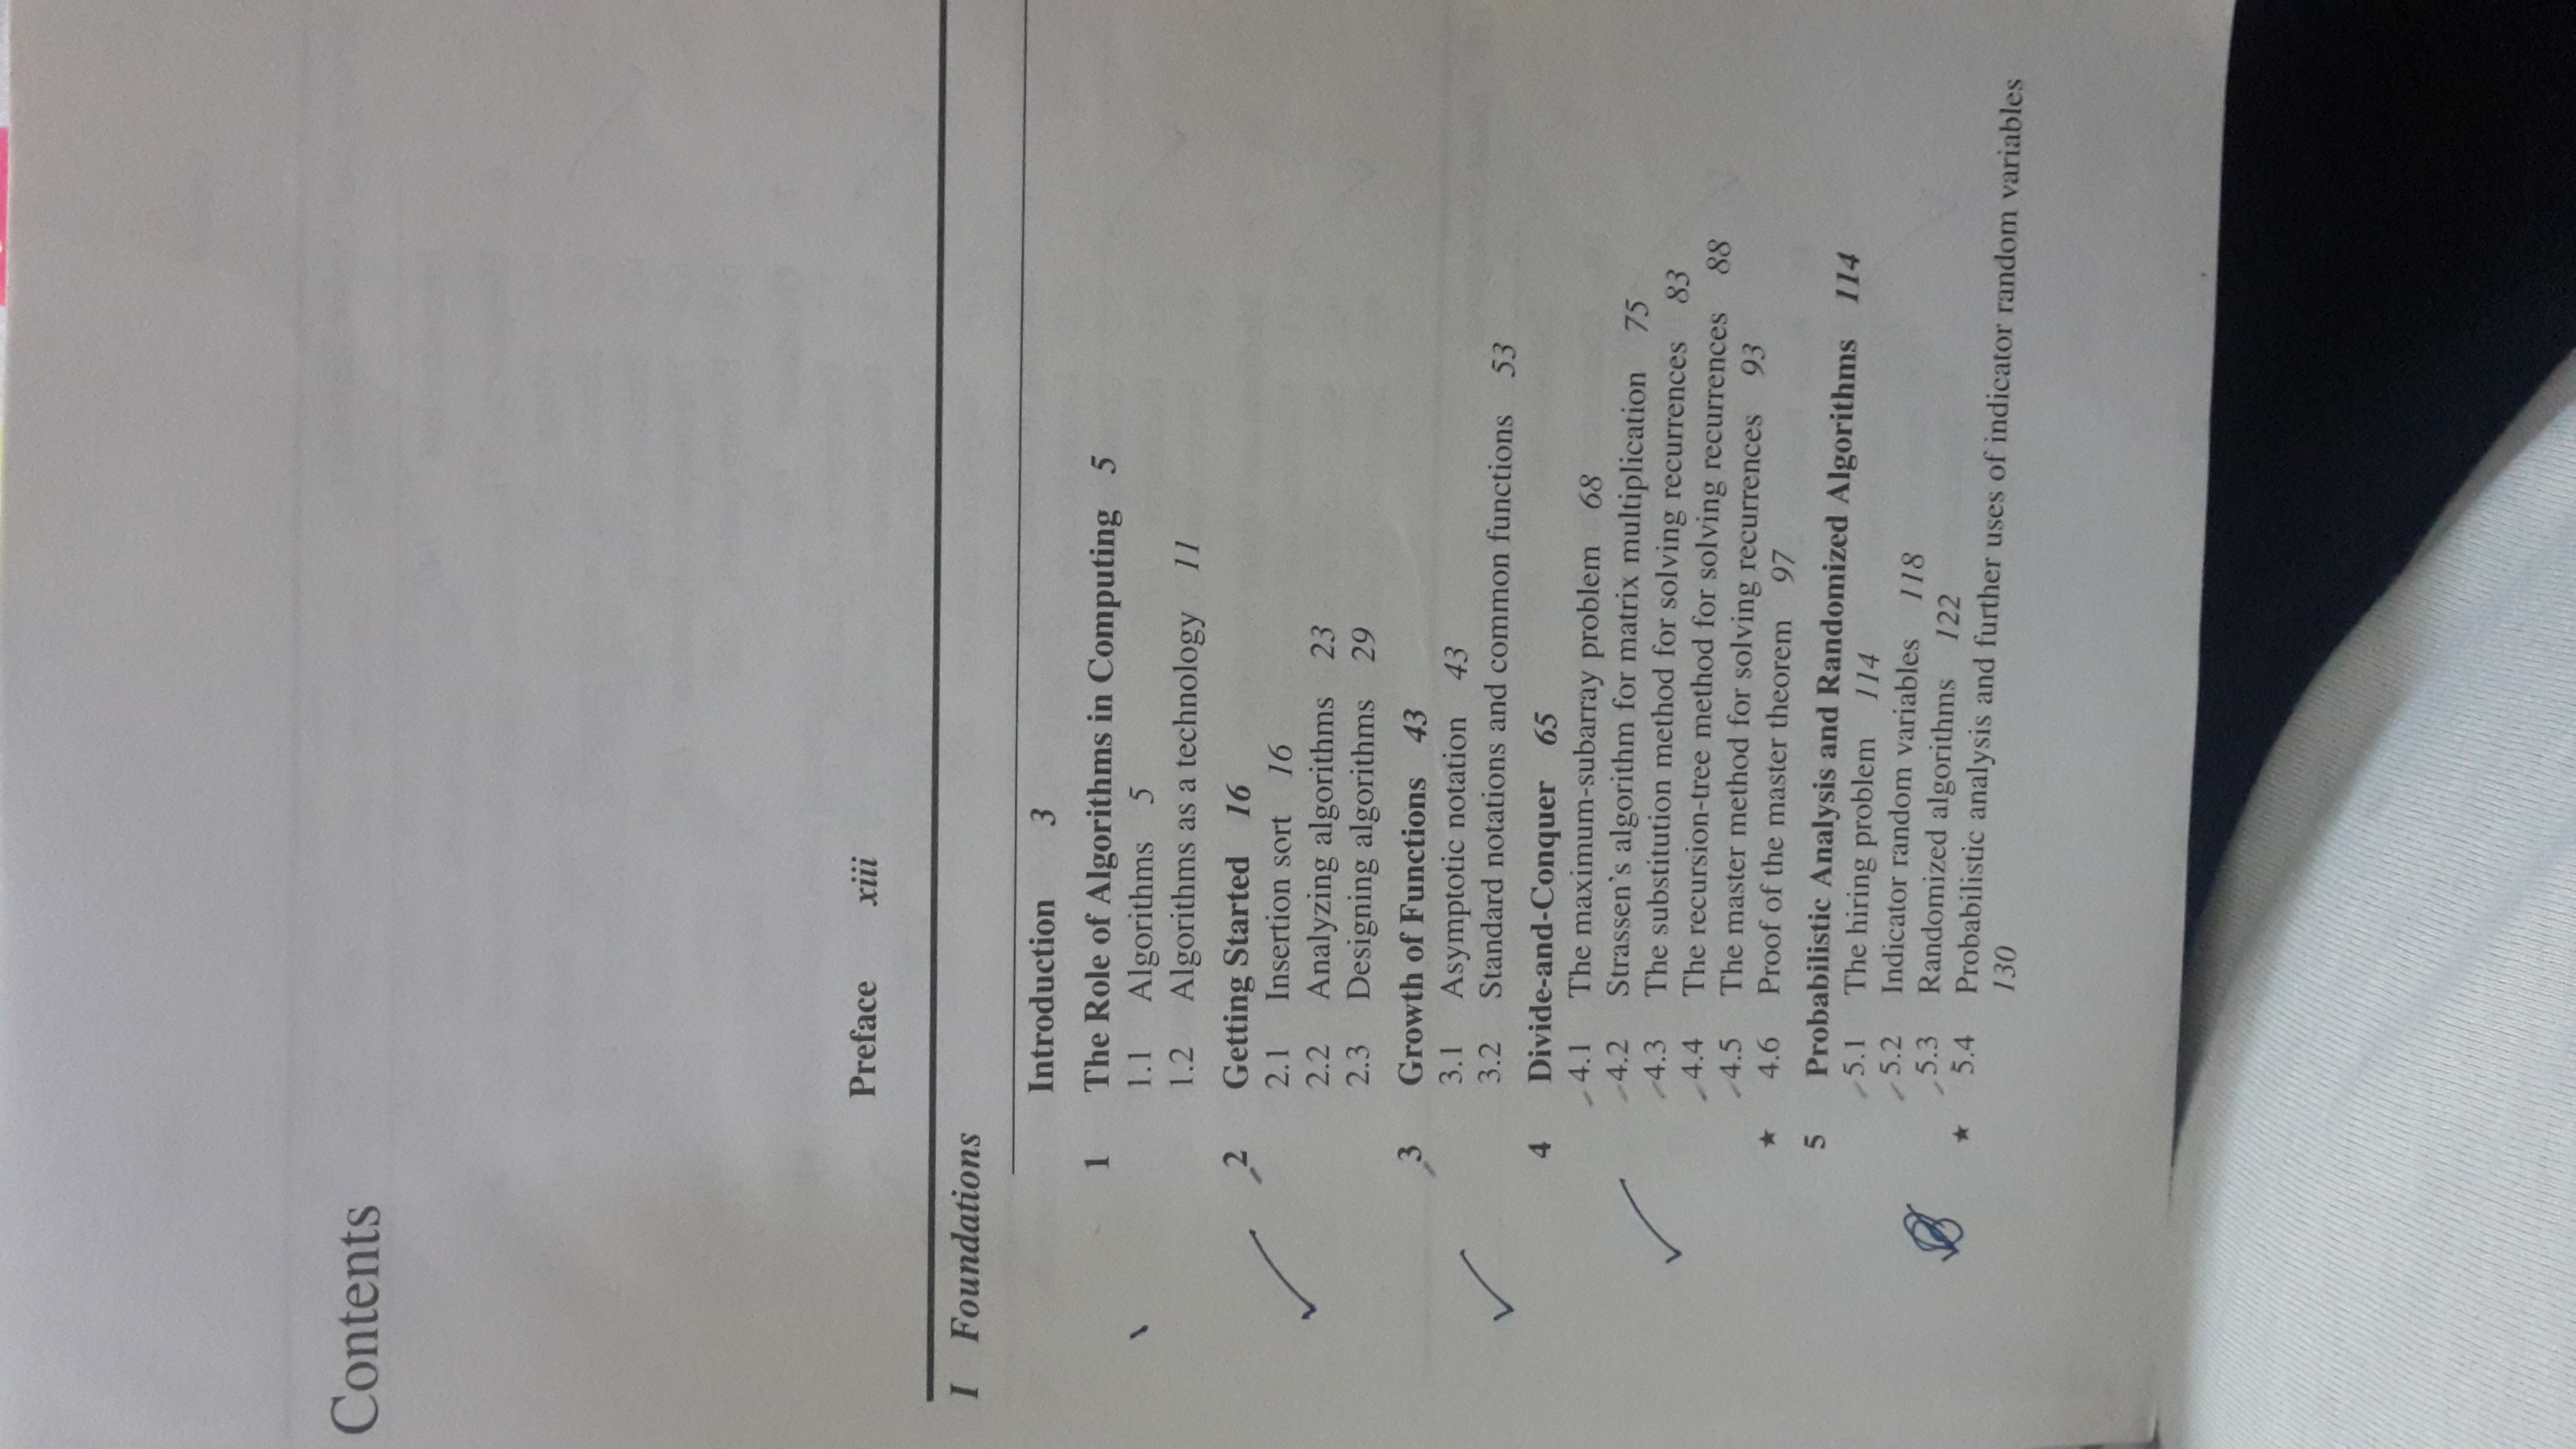 Contents
Preface xiii
I Foundations
Introduction 3
1 The Role of Algorithms in Computing 5
1.1 Algorithms 5
1.2 Algorithms as a technology 11
2 Getting Started 16
2.1 Insertion sort 16
2.2 Analyzing algorithms 23
2.3 Designing algorithms 29
3 Growth of Functions 43
3.1 Asymptotic notation 43
3.2 Standard notations and common functions 53
4 Divide-and-Conquer 65
4.1 The maximum-subarray problem 68
4.2 Strassen's algorithm for matrix multiplication 75
4.3 The substitution method for solving recurrences 83
4.4 The recursion-tree method for solving recurrences 88
4.5 The master method for solving recurrences 93
★ 4.6 Proof of the master theorem 97
5 Probabilistic Analysis and Randomized Algorithms 114
5.1 The hiring problem 114
5.2 Indicator random variables 118
5.3 Randomized algorithms 122
★ 5.4 Probabilistic analysis and further uses of indicator random variables
130